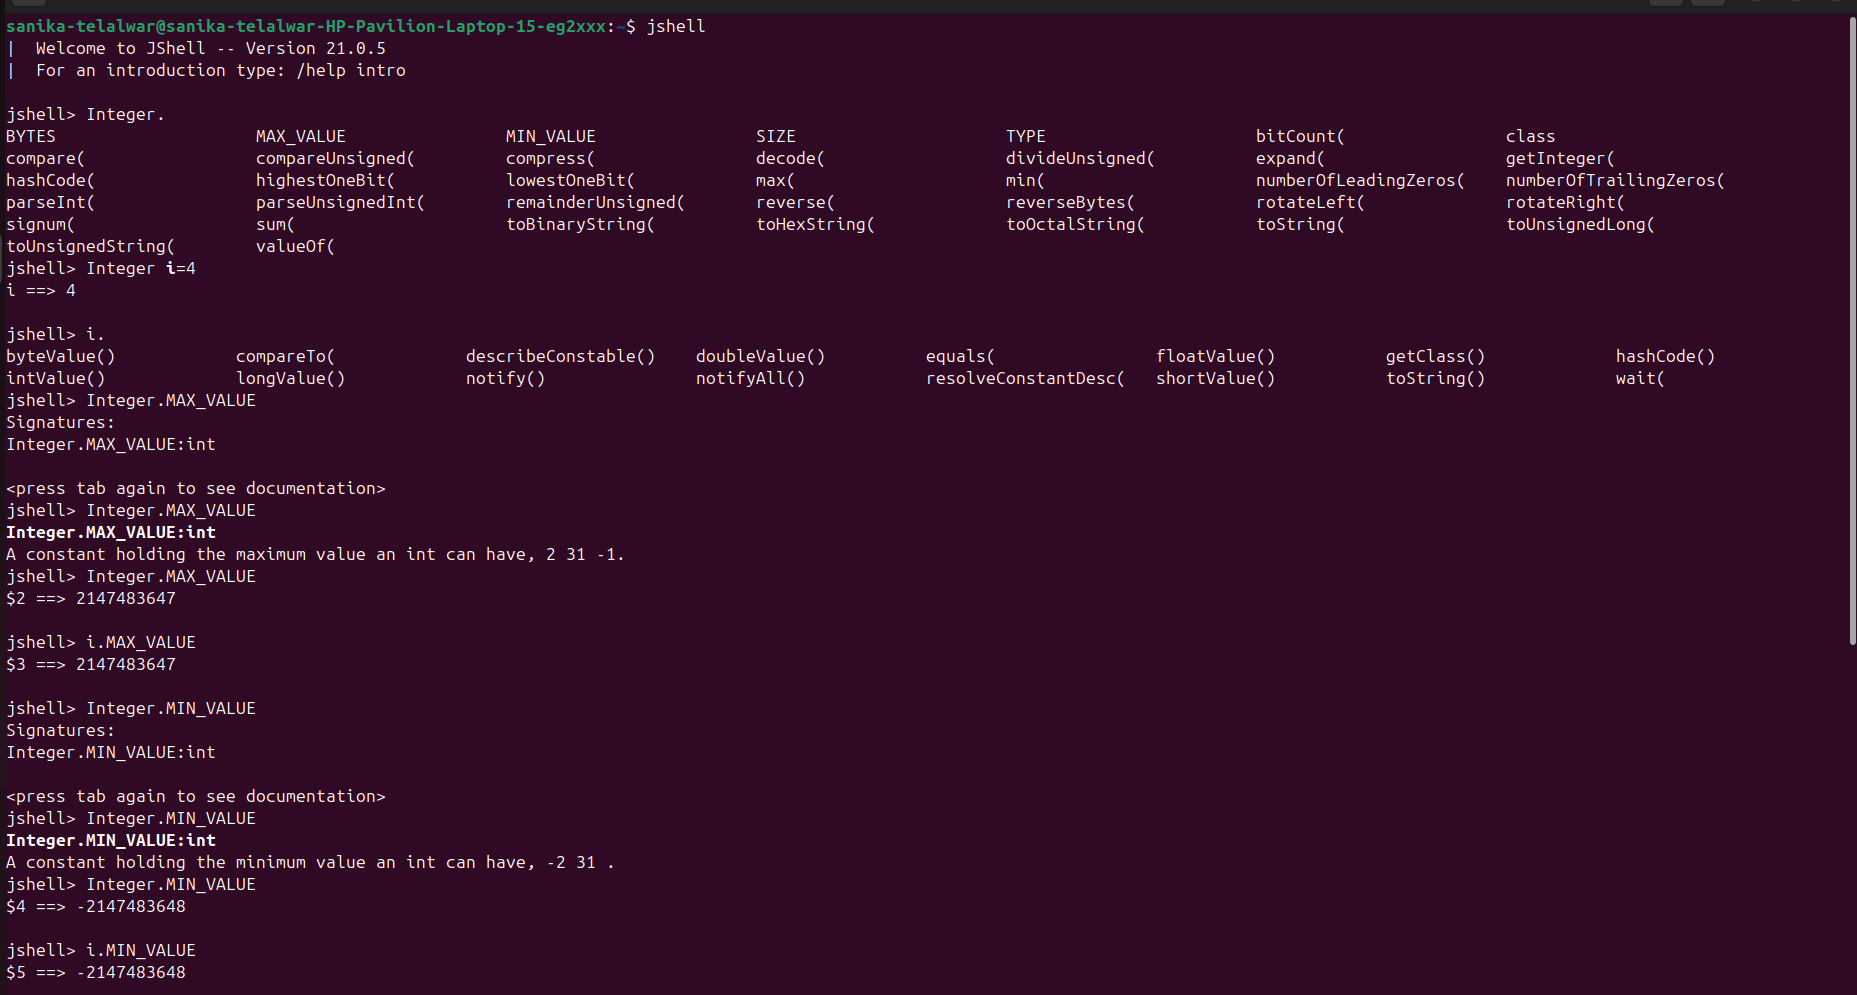 sanika-telalwar@sanika-telalwar-HP-Pavilion-Laptop-15-eg2xxx:~$ jshell
|  Welcome to JShell -- Version 21.0.5
|  For an introduction type: /help intro
jshell> Integer.
BYTES                    MAX_VALUE                MIN_VALUE                SIZE                     TYPE                     bitCount(                class
compare(                 compareUnsigned(         compress(                decode(                  divideUnsigned(          expand(                  getInteger(
hashCode(                highestOneBit(           lowestOneBit(            max(                     min(                     numberOfLeadingZeros(    numberOfTrailingZeros(
parseInt(                parseUnsignedInt(        remainderUnsigned(       reverse(                 reverseBytes(            rotateLeft(              rotateRight(
signum(                  sum(                     toBinaryString(          toHexString(             toOctalString(           toString(                toUnsignedLong(
toUnsignedString(        valueOf(
jshell> Integer i=4
i ==> 4
jshell> i.
byteValue()            compareTo(             describeConstable()    doubleValue()          equals(                floatValue()           getClass()             hashCode()
intValue()             longValue()            notify()               notifyAll()            resolveConstantDesc(   shortValue()           toString()             wait(
jshell> Integer.MAX_VALUE
Signatures:
Integer.MAX_VALUE:int
<press tab again to see documentation>
jshell> Integer.MAX_VALUE
Integer.MAX_VALUE:int
A constant holding the maximum value an int can have, 2 31 -1.
jshell> Integer.MAX_VALUE
$2 ==> 2147483647
jshell> i.MAX_VALUE
$3 ==> 2147483647
jshell> Integer.MIN_VALUE
Signatures:
Integer.MIN_VALUE:int
<press tab again to see documentation>
jshell> Integer.MIN_VALUE
Integer.MIN_VALUE:int
A constant holding the minimum value an int can have, -2 31 .
jshell> Integer.MIN_VALUE
$4 ==> -2147483648
jshell> i.MIN_VALUE
$5 ==> -2147483648